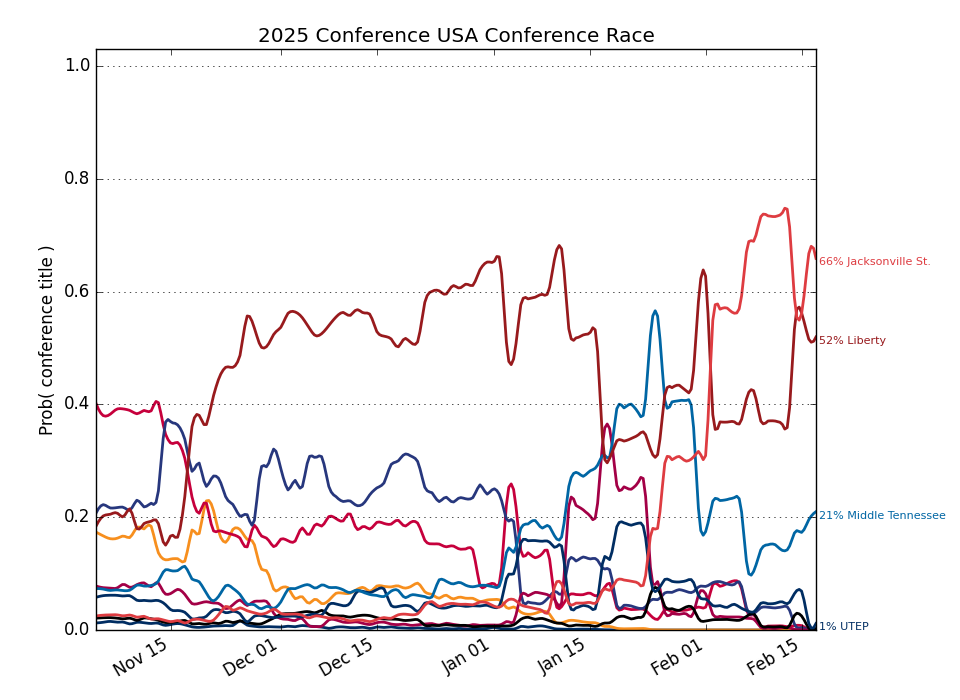 2025 Conference USA Conference Race
Prob( conference title )
1.0
0.8
0.6
0.4
0.2
0.0
Nov 15
Dec 01
Dec 15
Jan 01
Jan 15
Feb 01
Feb 15
66% Jacksonville St.
52% Liberty
21% Middle Tennessee
1% UTEP